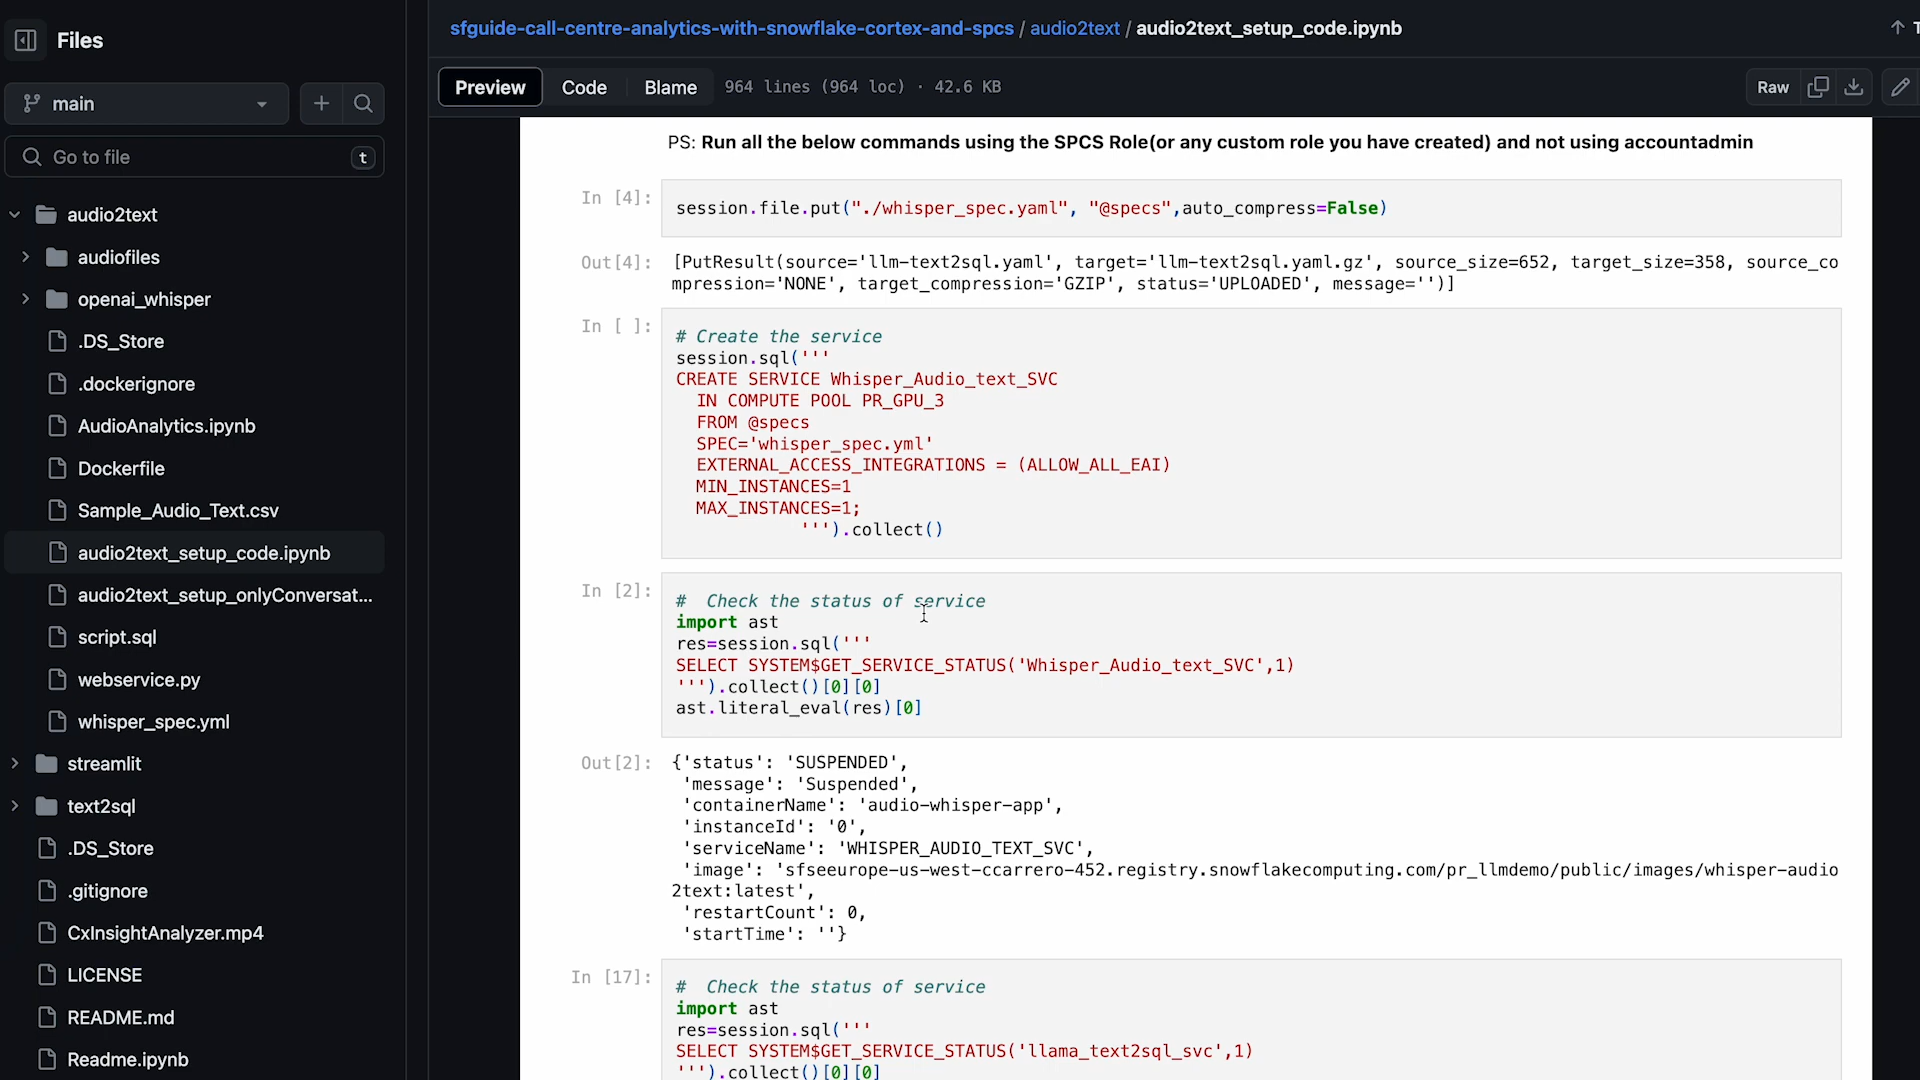 Files
main
Go to file
t
audio2text
audiofiles
openai_whisper
.DS_Store
.dockerignore
AudioAnalytics.ipynb
Dockerfile
Sample_Audio_Text.csv
audio2text_setup_code.ipynb
audio2text_setup_onlyConversat...
script.sql
webservice.py
whisper_spec.yml
streamlit
text2sql
.DS_Store
.gitignore
CxInsightAnalyzer.mp4
LICENSE
README.md
Readme.ipynb
sfguide-call-centre-analytics-with-snowflake-cortex-and-spcs / audio2text / audio2text_setup_code.ipynb
Preview Code Blame 964 lines (964 loc) · 42.6 KB Raw
PS: Run all the below commands using the SPCS Role(or any custom role you have created) and not using accountadmin
In [4]: session.file.put("./whisper_spec.yaml", "@specs",auto_compress=False)
Out[4]: [PutResult(source='llm-text2sql.yaml', target='llm-text2sql.yaml.gz', source_size=652, target_size=358, source_co
mpression='NONE', target_compression='GZIP', status='UPLOADED', message='')]
In [ ]: # Create the service
session.sql('''
CREATE SERVICE Whisper_Audio_text_SVC
IN COMPUTE POOL PR_GPU_3
FROM @specs
SPEC='whisper_spec.yml'
EXTERNAL_ACCESS_INTEGRATIONS = (ALLOW_ALL_EAI)
MIN_INSTANCES=1
MAX_INSTANCES=1;
''').collect()
In [2]: # Check the status of service
import ast
res=session.sql('''
SELECT SYSTEM$GET_SERVICE_STATUS('Whisper_Audio_text_SVC',1)
''').collect()[0][0]
ast.literal_eval(res)[0]
Out[2]: {'status': 'SUSPENDED',
'message': 'Suspended',
'containerName': 'audio-whisper-app',
'instanceId': '0',
'serviceName': 'WHISPER_AUDIO_TEXT_SVC',
'image': 'sfseeurope-us-west-ccarrero-452.registry.snowflakecomputing.com/pr_llmdemo/public/images/whisper-audio
2text:latest',
'restartCount': 0,
'startTime': ''}
In [17]: # Check the status of service
import ast
res=session.sql('''
SELECT SYSTEM$GET_SERVICE_STATUS('llama_text2sql_svc',1)
''').collect()[0][0]